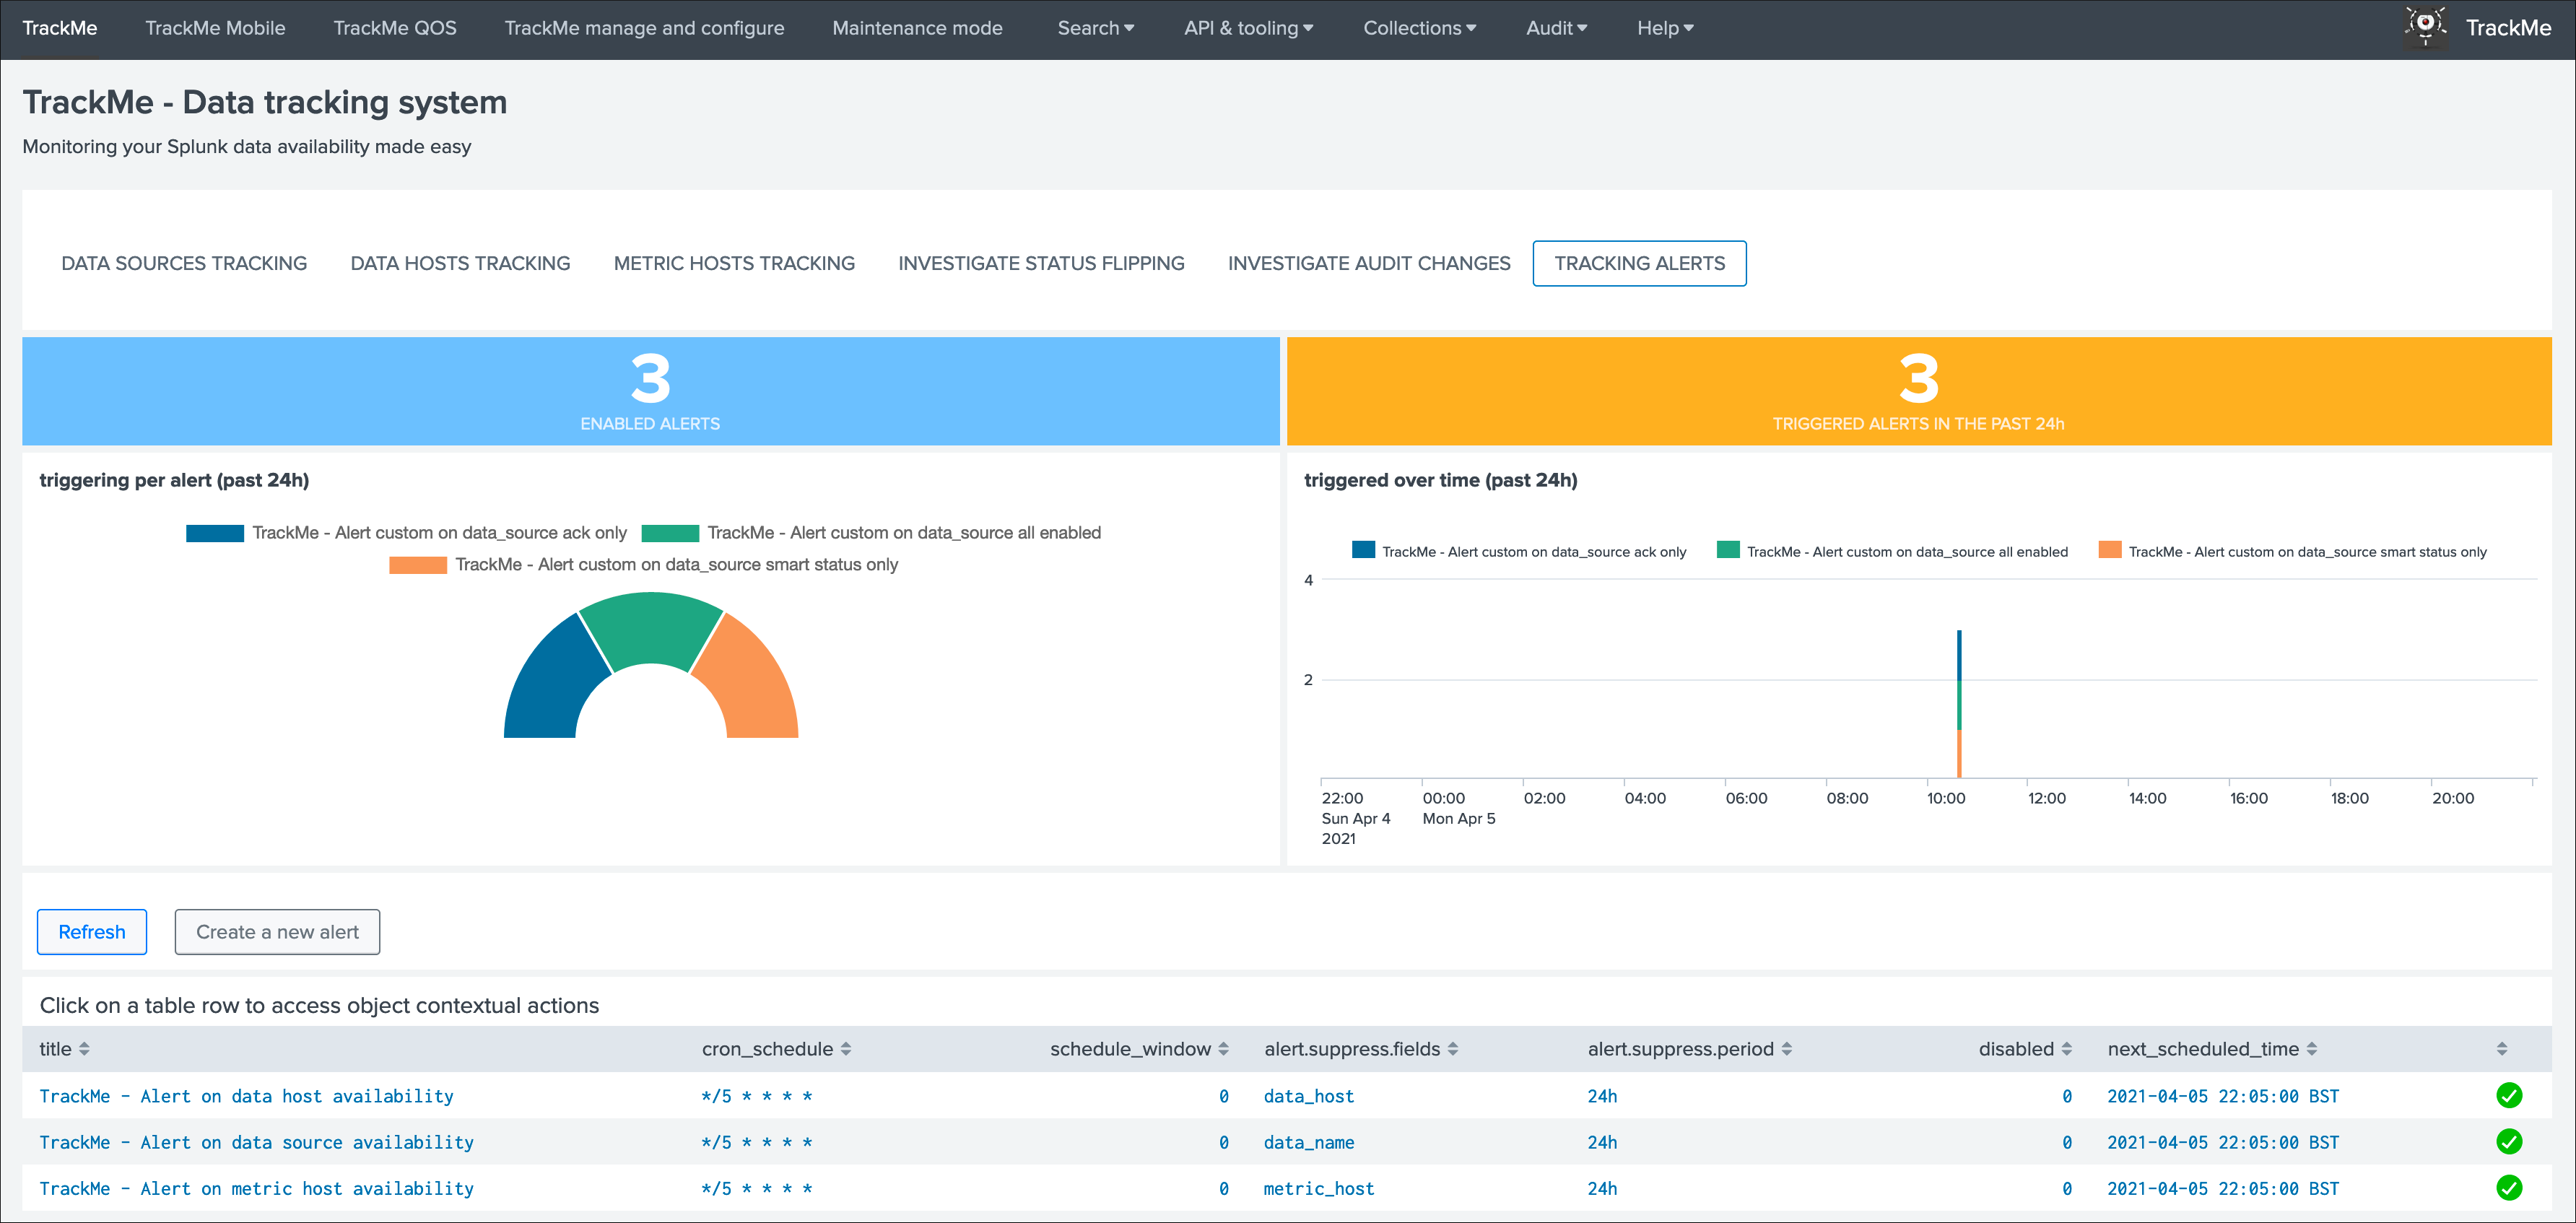 TrackMe TrackMe Mobile TrackMe QOS TrackMe manage and configure Maintenance mode Search API & tooling Collections Audit Help TrackMe
TrackMe - Data tracking system
Monitoring your Splunk data availability made easy
DATA SOURCES TRACKING DATA HOSTS TRACKING METRIC HOSTS TRACKING INVESTIGATE STATUS FLIPPING INVESTIGATE AUDIT CHANGES TRACKING ALERTS
3
ENABLED ALERTS
3
TRIGGERED ALERTS IN THE PAST 24h
triggering per alert (past 24h)
TrackMe - Alert custom on data_source ack only TrackMe - Alert custom on data_source all enabled
TrackMe - Alert custom on data_source smart status only
triggered over time (past 24h)
TrackMe - Alert custom on data_source ack only TrackMe - Alert custom on data_source all enabled TrackMe - Alert custom on data_source smart status only
4
2
22:00 00:00 02:00 04:00 06:00 08:00 10:00 12:00 14:00 16:00 18:00 20:00
Sun Apr 4 Mon Apr 5
2021
Refresh Create a new alert
Click on a table row to access object contextual actions
title cron_schedule schedule_window alert.suppress.fields alert.suppress.period disabled next_scheduled_time
TrackMe - Alert on data host availability */5 * * * * 0 data_host 24h 0 2021-04-05 22:05:00 BST
TrackMe - Alert on data source availability */5 * * * * 0 data_name 24h 0 2021-04-05 22:05:00 BST
TrackMe - Alert on metric host availability */5 * * * * 0 metric_host 24h 0 2021-04-05 22:05:00 BST